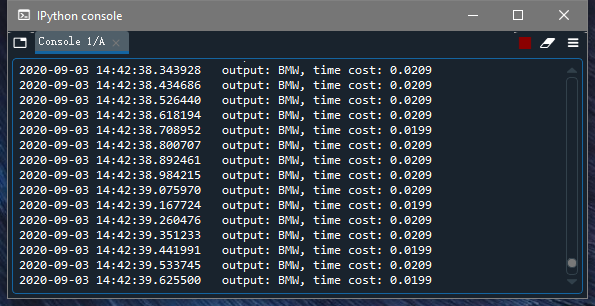 IPython console
Console 1/A
2020-09-03 14:42:38.343928 output: BMW, time cost: 0.0209
2020-09-03 14:42:38.434686 output: BMW, time cost: 0.0209
2020-09-03 14:42:38.526440 output: BMW, time cost: 0.0209
2020-09-03 14:42:38.618194 output: BMW, time cost: 0.0209
2020-09-03 14:42:38.708952 output: BMW, time cost: 0.0199
2020-09-03 14:42:38.800707 output: BMW, time cost: 0.0209
2020-09-03 14:42:38.892461 output: BMW, time cost: 0.0209
2020-09-03 14:42:38.984215 output: BMW, time cost: 0.0209
2020-09-03 14:42:39.075970 output: BMW, time cost: 0.0209
2020-09-03 14:42:39.167724 output: BMW, time cost: 0.0199
2020-09-03 14:42:39.260476 output: BMW, time cost: 0.0209
2020-09-03 14:42:39.351233 output: BMW, time cost: 0.0209
2020-09-03 14:42:39.441991 output: BMW, time cost: 0.0199
2020-09-03 14:42:39.533745 output: BMW, time cost: 0.0209
2020-09-03 14:42:39.625500 output: BMW, time cost: 0.0199